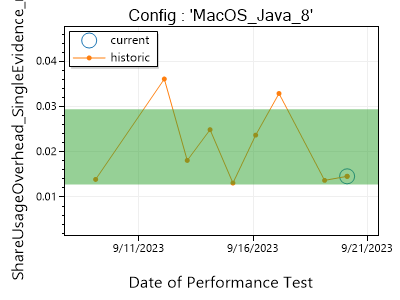 Config : 'MacOS_Java_8'
current
historic
ShareUsageOverhead_SingleEvidence_
0.04
0.03
0.02
0.01
9/11/2023
9/16/2023
9/21/2023
Date of Performance Test